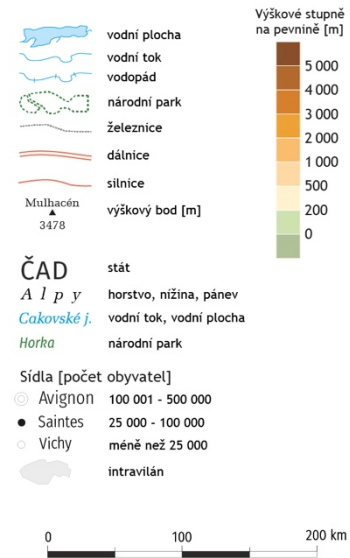 Výškové stupně
na pevnině [m]
vodní plocha
vodní tok
vodopád
národní park
železnice
dálnice
silnice
Mulhacén
3478
výškový bod [m]
5 000
4 000
3 000
2 000
1 000
500
200
0
ČAD stát
Alpy horstvo, nížina, pánev
Čakovské j. vodní tok, vodní plocha
Horka národní park
Sídla [počet obyvatel]
Avignon 100 001 - 500 000
Saintes 25 000 - 100 000
Vichy méně než 25 000
intravilán
0 100 200 km